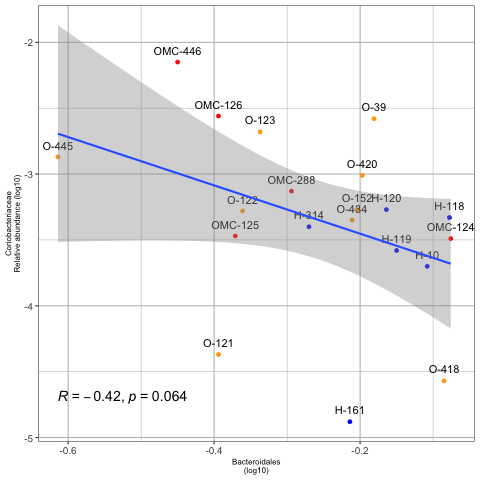 OMC-446
OMC-126
O-39
O-123
O-445
O-420
OMC-288
O-122
O-152
H-120
O-484
H-118
H-314
OMC-125
OMC-124
H-119
H-10
O-121
O-418
H-161
R = −0.42, p = 0.064
-2
-3
-4
-5
-0.6
-0.4
-0.2
Coriobacteriaceae
Relative abundance (log10)
Bacteroidales
(log10)